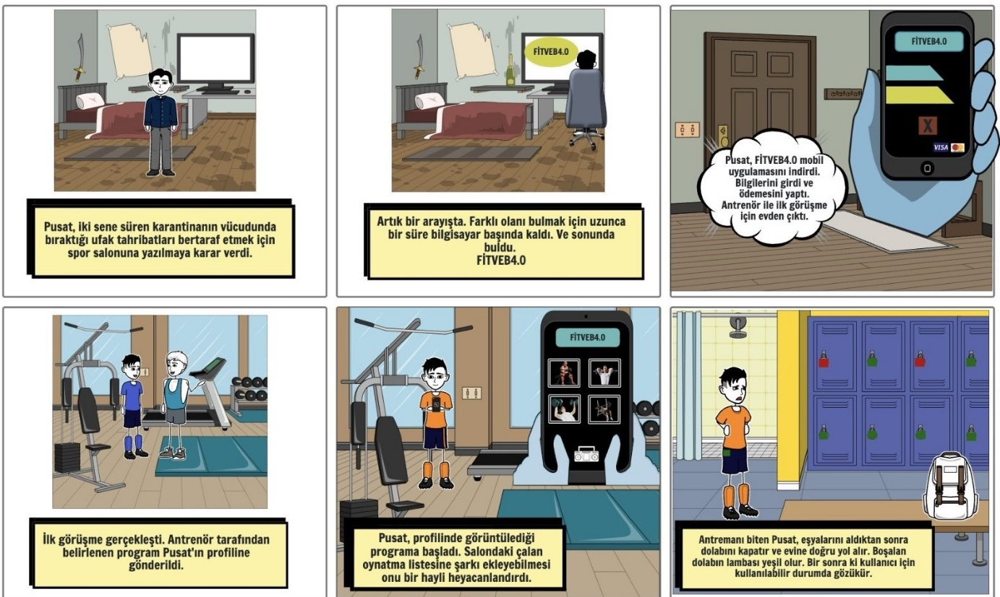 Pusat, iki sene süren karantinanın vücudunda
bıraktığı ufak tahribatları bertaraf etmek için
spor salonuna yazılmaya karar verdi.
FİTVEB4.0
Artık bir arayışta. Farklı olanı bulmak için uzunca
bir süre bilgisayar başında kaldı. Ve sonunda
buldu.
FİTVEB4.0
FİTVEB4.0
X
VISA
Pusat, FİTVEB4.0 mobil
uygulamasını indirdi.
Bilgilerini girdi ve
ödemesini yaptı.
Antrenör ile ilk görüşme
için evden çıktı.
İlk görüşme gerçekleşti. Antrenör tarafından
belirlenen program Pusat'ın profiline
gönderildi.
FİTVEB4.0
Pusat, profilinde görüntülediği
programa başladı. Salondaki çalan
oynatma listesine şarkı ekleyebilmesi
onu bir hayli heyacanlandırdı.
Antremanı biten Pusat, eşyalarını aldıktan sonra
dolabını kapatır ve evine doğru yol alır. Boşalan
dolabın lambası yeşil olur. Bir sonra ki kullanıcı için
kullanılabilir durumda gözükür.